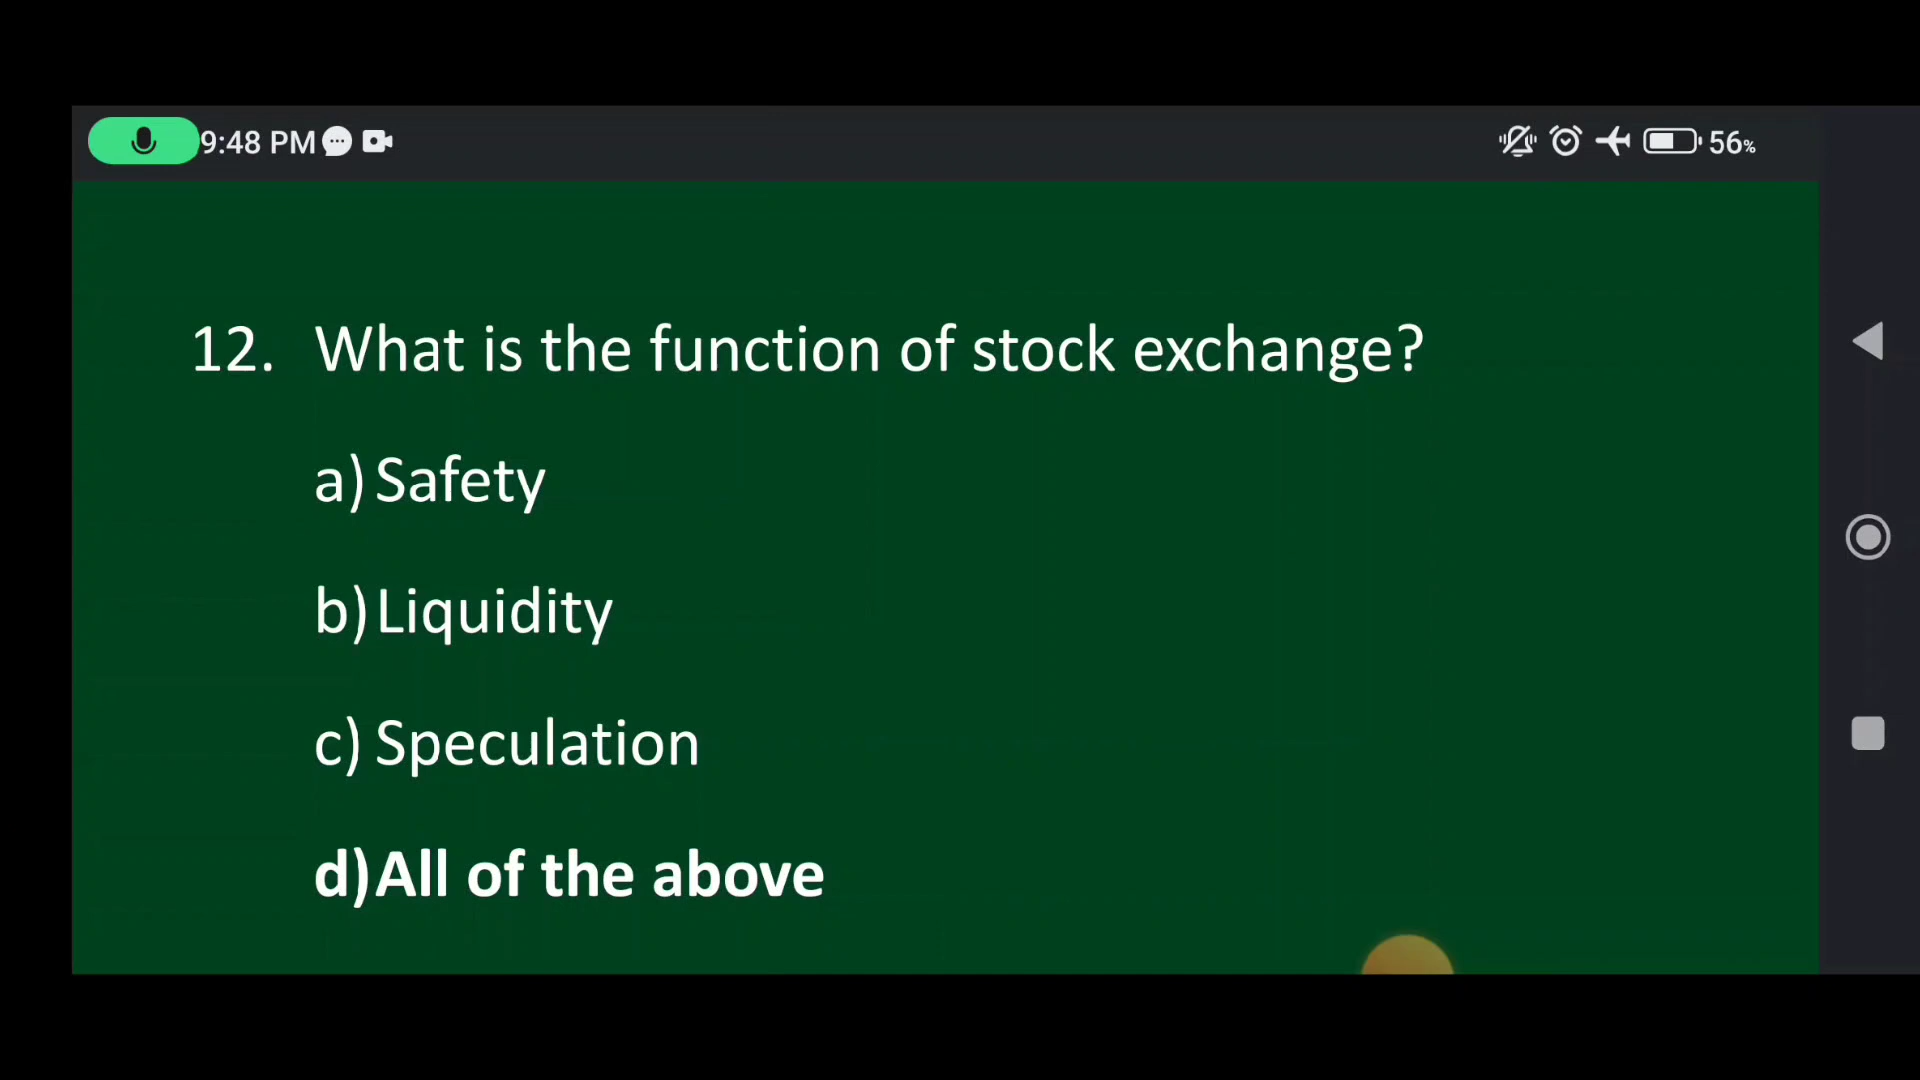 9:48 PM
56%
12. What is the function of stock exchange?
a) Safety
b) Liquidity
c) Speculation
d) All of the above